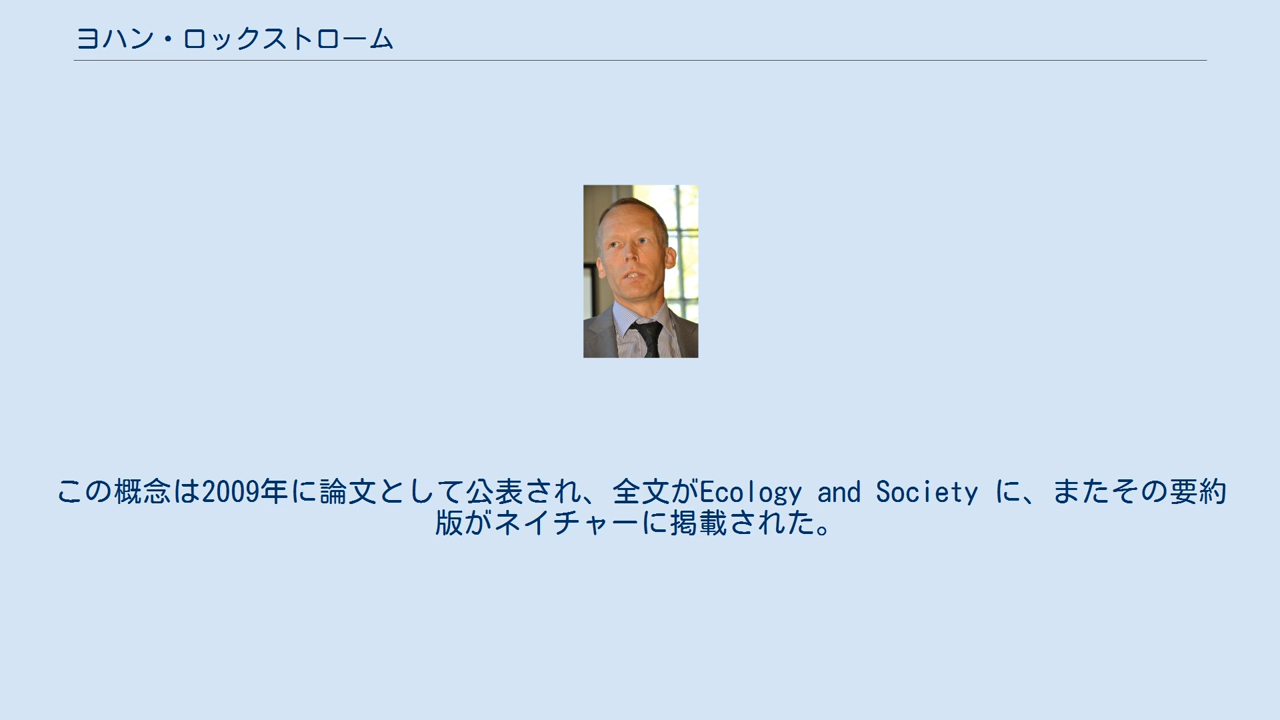 ヨハン・ロックストローム
この概念は2009年に論文として公表され、全文がEcology and Society に、またその要約
版がネイチャーに掲載された。